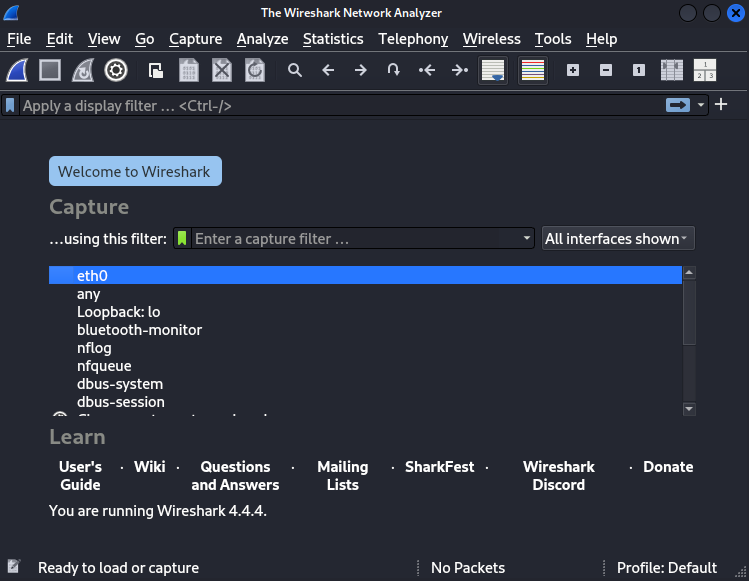 The Wireshark Network Analyzer
File Edit View Go Capture Analyze Statistics Telephony Wireless Tools Help
Apply a display filter … <Ctrl-/>
Welcome to Wireshark
Capture
…using this filter: Enter a capture filter … All interfaces shown
eth0
any
Loopback: lo
bluetooth-monitor
nflog
nfqueue
dbus-system
dbus-session
Learn
User's Guide · Wiki · Questions and Answers · Mailing Lists · SharkFest · Wireshark Discord · Donate
You are running Wireshark 4.4.4.
Ready to load or capture No Packets Profile: Default